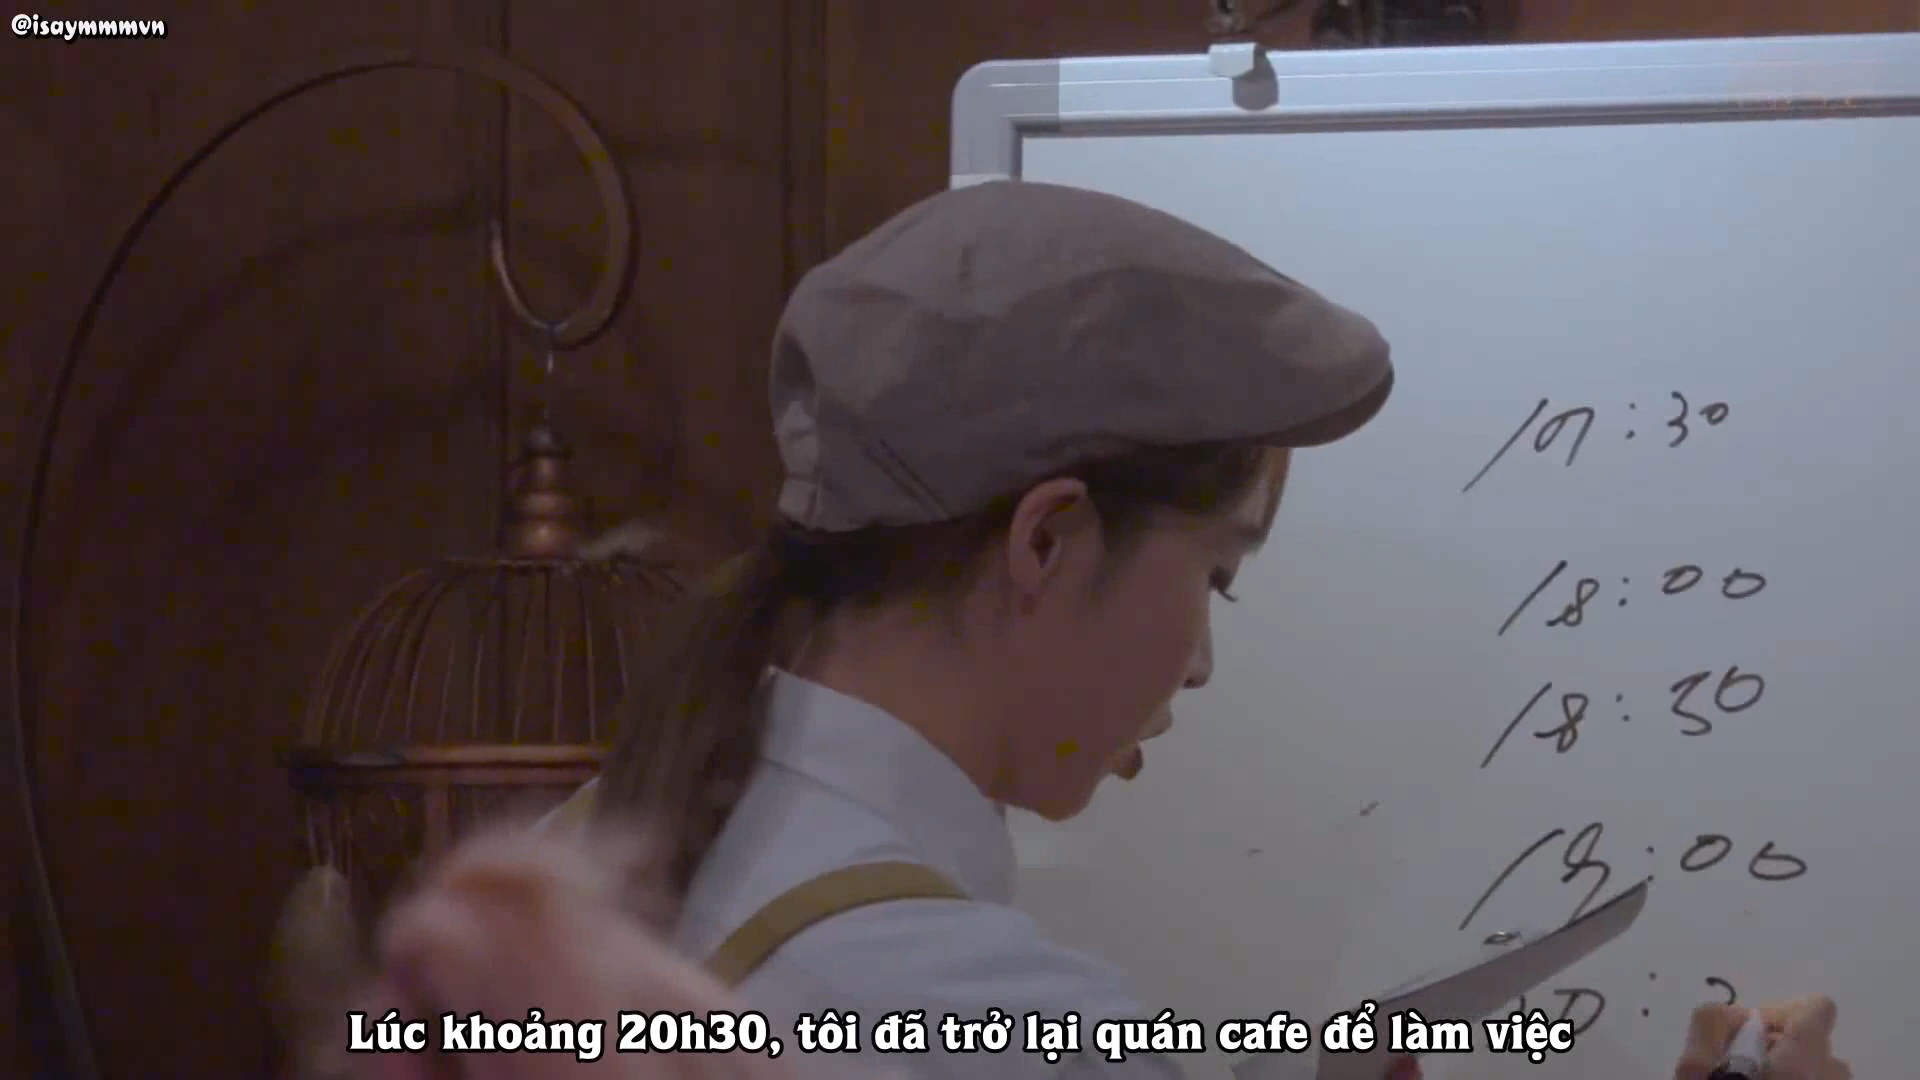 @isaymmmvn
17:30
18:00
18:30
19:00
Lúc khoảng 20h30, tôi đã trở lại quán cafe để làm việc